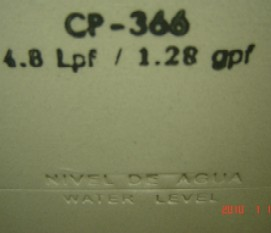 CP-366
4.8 Lpf / 1.28 gpf
NIVEL DE AGUA
WATER LEVEL